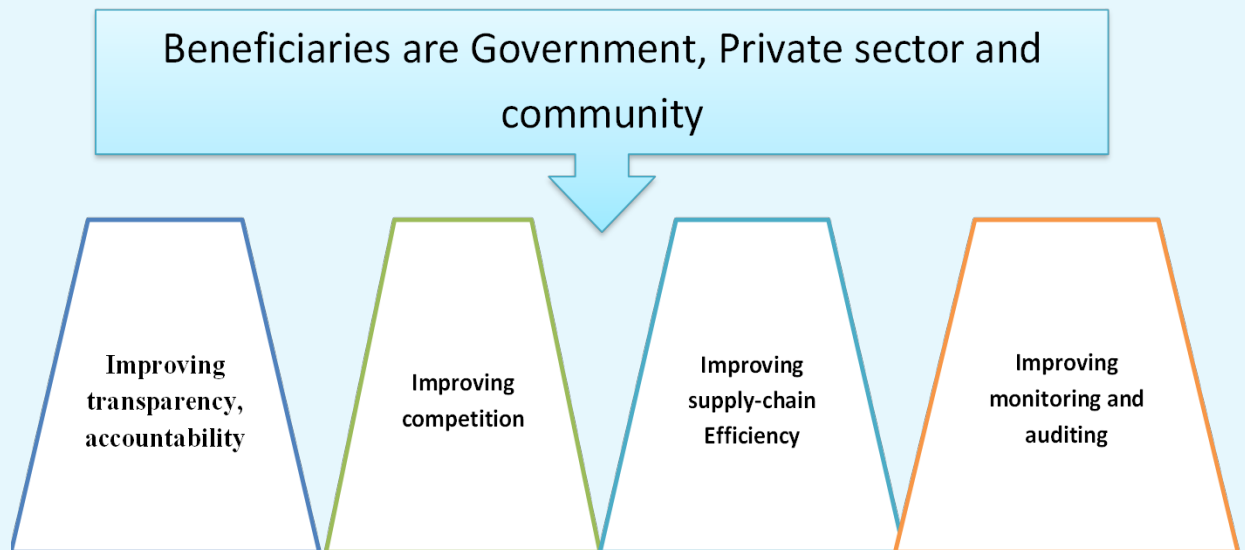 Beneficiaries are Government, Private sector and
community
Improving
transparency,
accountability
Improving
competition
Improving
supply-chain
Efficiency
Improving
monitoring and
auditing